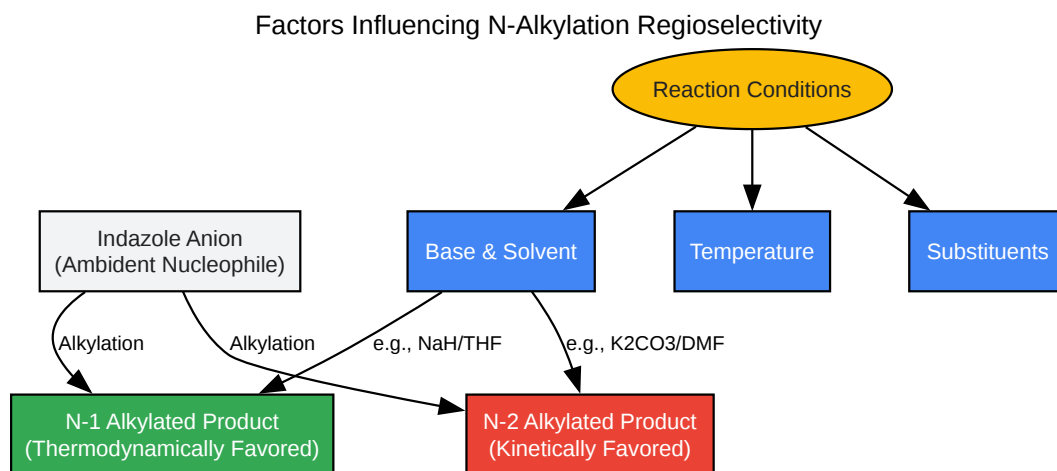 Factors Influencing N-Alkylation Regioselectivity
Reaction Conditions
Indazole Anion
(Ambident Nucleophile)
Base & Solvent
Temperature
Substituents
Alkylation
Alkylation
e.g., NaH/THF
e.g., K2CO3/DMF
N-1 Alkylated Product
(Thermodynamically Favored)
N-2 Alkylated Product
(Kinetically Favored)